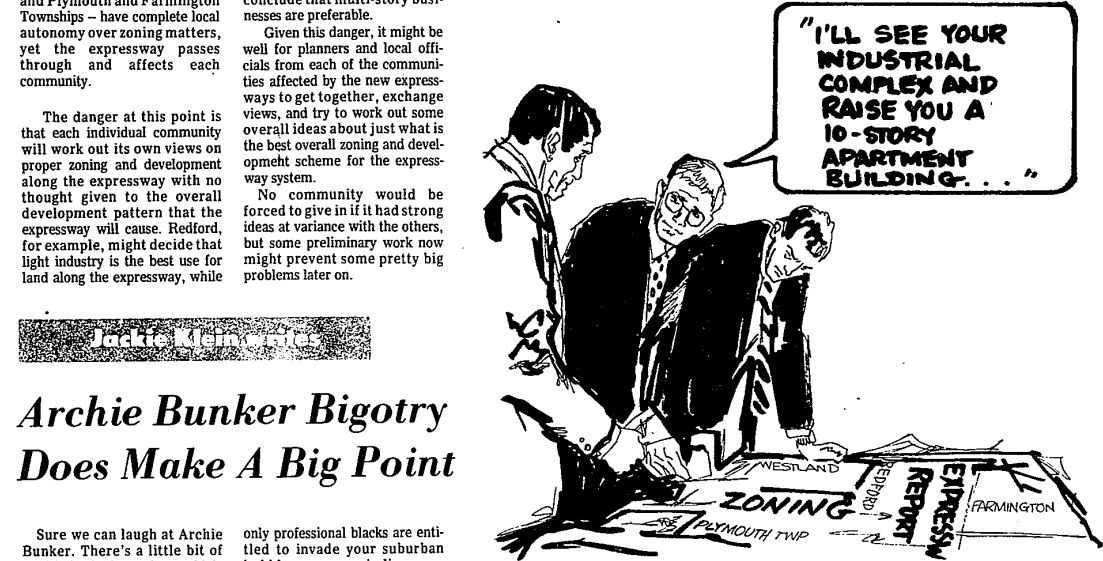 and Plymouth and Farmington
Townships – have complete local
autonomy over zoning matters,
yet the expressway passes
through and affects each
community.
The danger at this point is
that each individual community
will work out its own views on
proper zoning and development
along the expressway with no
thought given to the overall
development pattern that the
expressway will cause. Redford,
for example, might decide that
light industry is the best use for
land along the expressway, while
conclude that multi-story busi-
nesses are preferable.
Given this danger, it might be
well for planners and local offi-
cials from each of the communi-
ties affected by the new express-
ways to get together, exchange
views, and try to work out some
overall ideas about just what is
the best overall zoning and devel-
opment scheme for the express-
way system.
No community would be
forced to give in if it had strong
ideas at variance with the others,
but some preliminary work now
might prevent some pretty big
problems later on.
"I'LL SEE YOUR
INDUSTRIAL
COMPLEX AND
RAISE YOU A
10-STORY
APARTMENT
BUILDING. . . "
WESTLAND
ZONING
PLYMOUTH TWP
REDFORD
REPORT
EXPRESSW
FARMINGTON
Jackie Klein writes
Archie Bunker Bigotry
Does Make A Big Point
Sure we can laugh at Archie
Bunker. There's a little bit of
only professional blacks are enti-
tled to invade your suburban